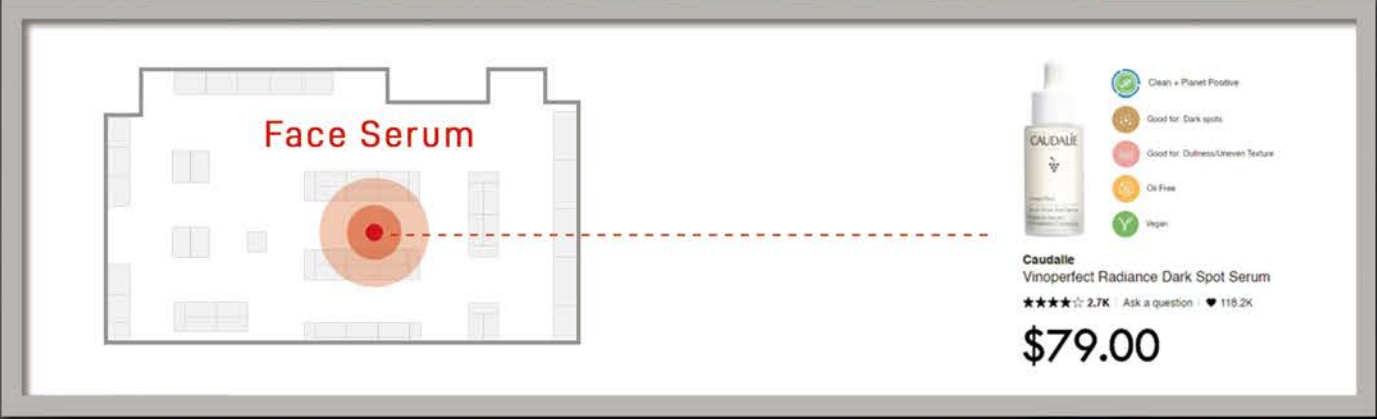 Face Serum
CAUDALIE
Clean + Planet Positive
Good for: Dark spots
Good for: Dullness/Uneven Texture
Oil Free
Vegan
Caudalie
Vinoperfect Radiance Dark Spot Serum
★★★★☆ 2.7K | Ask a question | ♥ 118.2K
$79.00